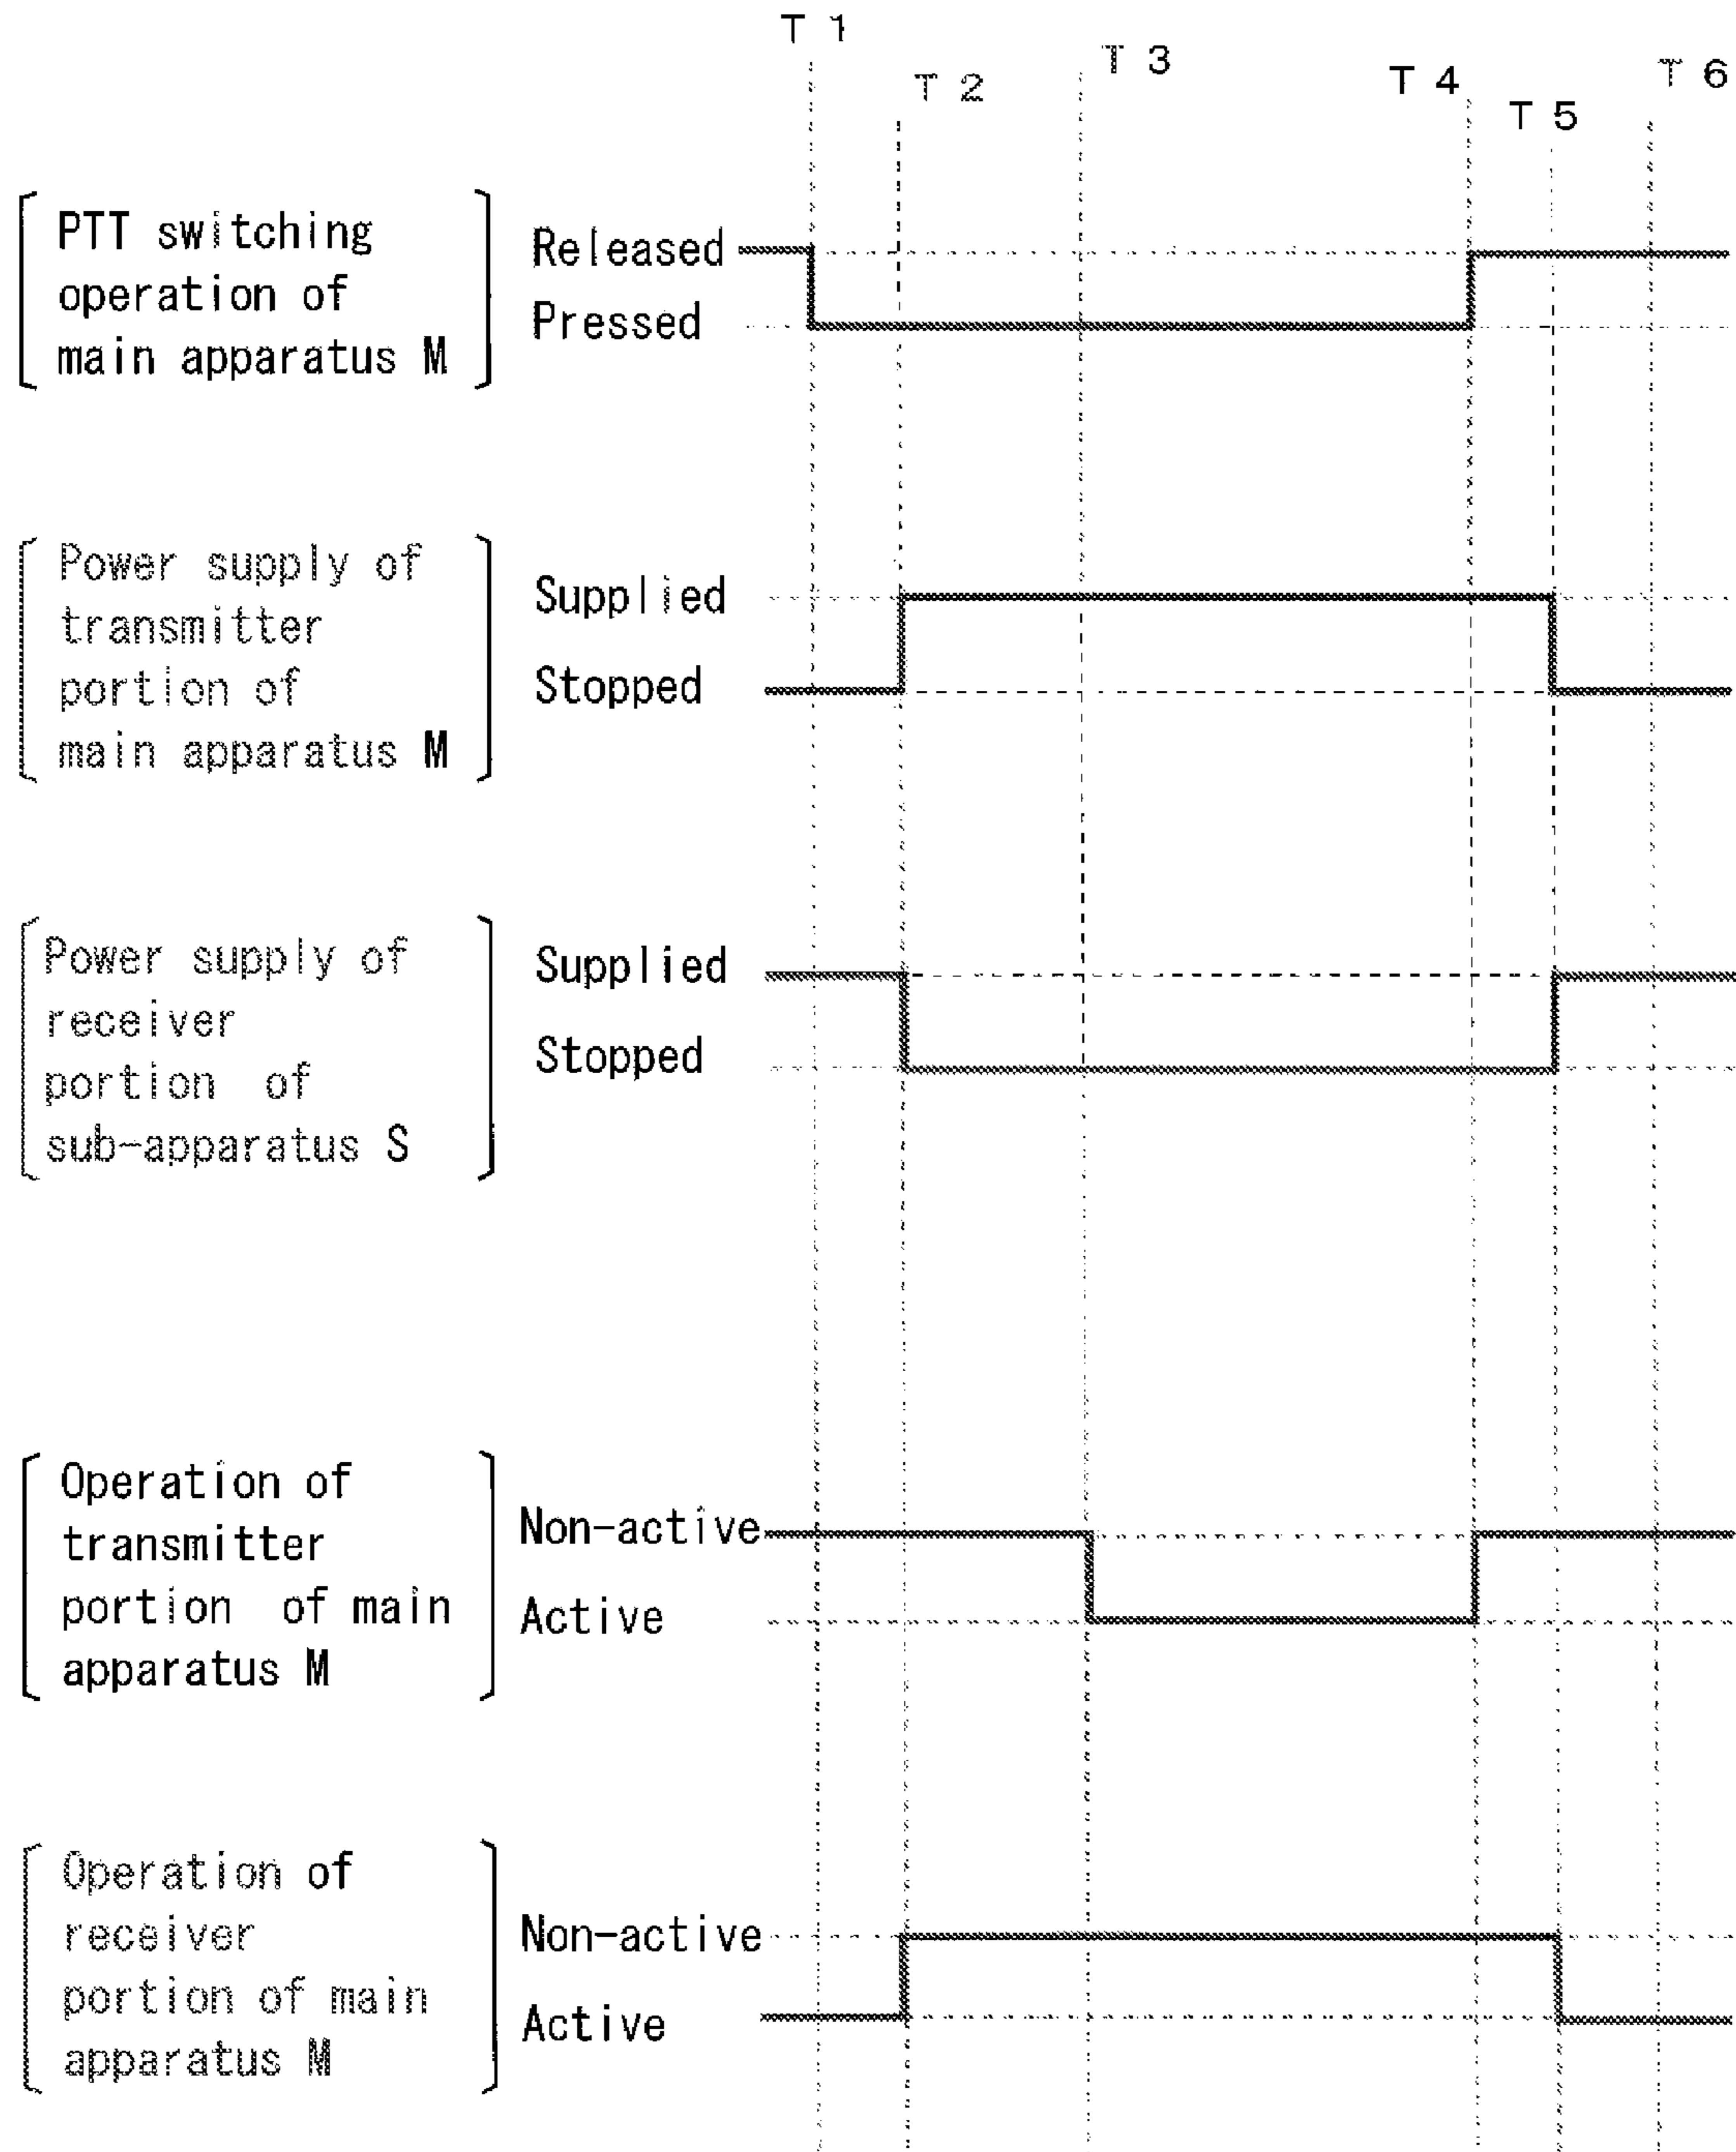 T 1
T 2
T 3
T 4
T 5
T 6
PTT switching
operation of
main apparatus M
Released
Pressed
Power supply of
transmitter
portion of
main apparatus M
Supplied
Stopped
Power supply of
receiver
portion of
sub-apparatus S
Supplied
Stopped
Operation of
transmitter
portion of main
apparatus M
Non-active
Active
Operation of
receiver
portion of main
apparatus M
Non-active
Active